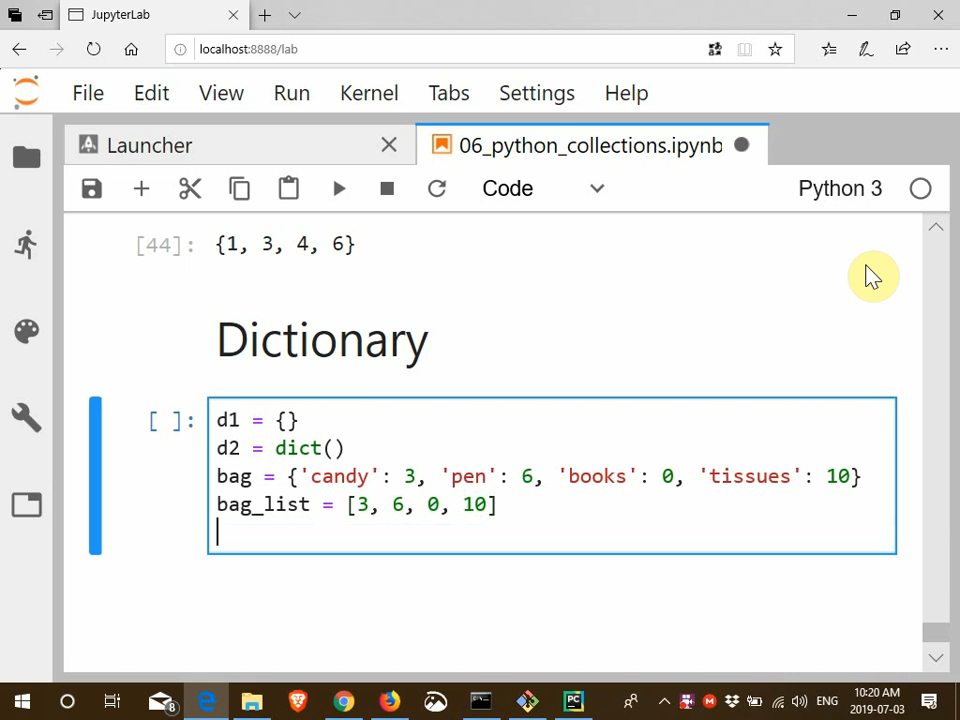 JupyterLab
localhost:8888/lab
File Edit View Run Kernel Tabs Settings Help
Launcher
06_python_collections.ipynb
Code
Python 3
[44]: {1, 3, 4, 6}
Dictionary
[ ]: d1 = {}
d2 = dict()
bag = {'candy': 3, 'pen': 6, 'books': 0, 'tissues': 10}
bag_list = [3, 6, 0, 10]
8
PC
ENG
10:20 AM
2019-07-03